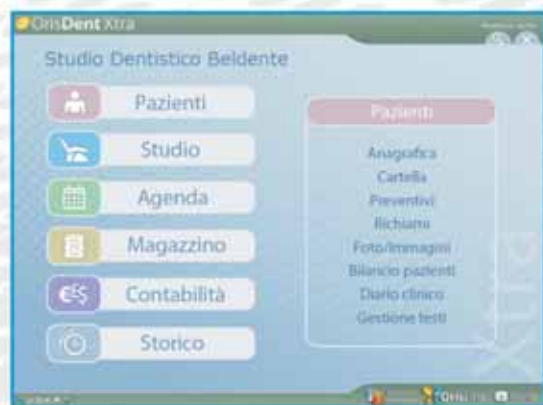 OrisDent Xtra
Studio Dentistico Beldente
Pazienti
Studio
Agenda
Magazzino
Contabilità
Storico
Pazienti
Anagrafica
Cartella
Preventivi
Richiami
Foto/Immagini
Bilancio pazienti
Diario clinico
Gestione testi
Xtra